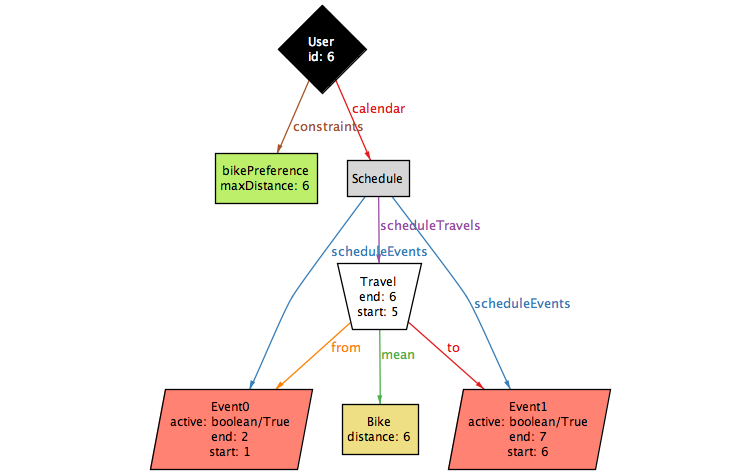 User
id: 6
calendar
constraints
bikePreference
maxDistance: 6
Schedule
scheduleTravels
scheduleEvents
Travel
end: 6
start: 5
scheduleEvents
from
mean
to
Event0
active: boolean/True
end: 2
start: 1
Bike
distance: 6
Event1
active: boolean/True
end: 7
start: 6